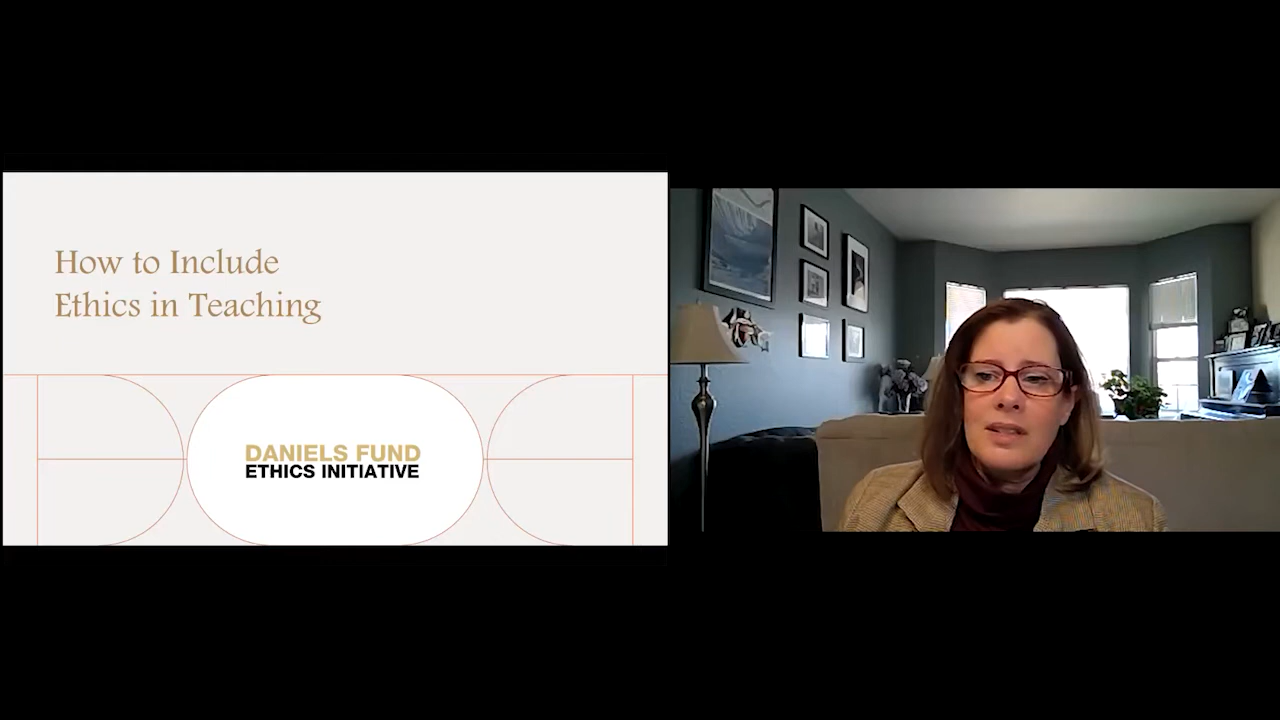 How to Include
Ethics in Teaching
DANIELS FUND
ETHICS INITIATIVE